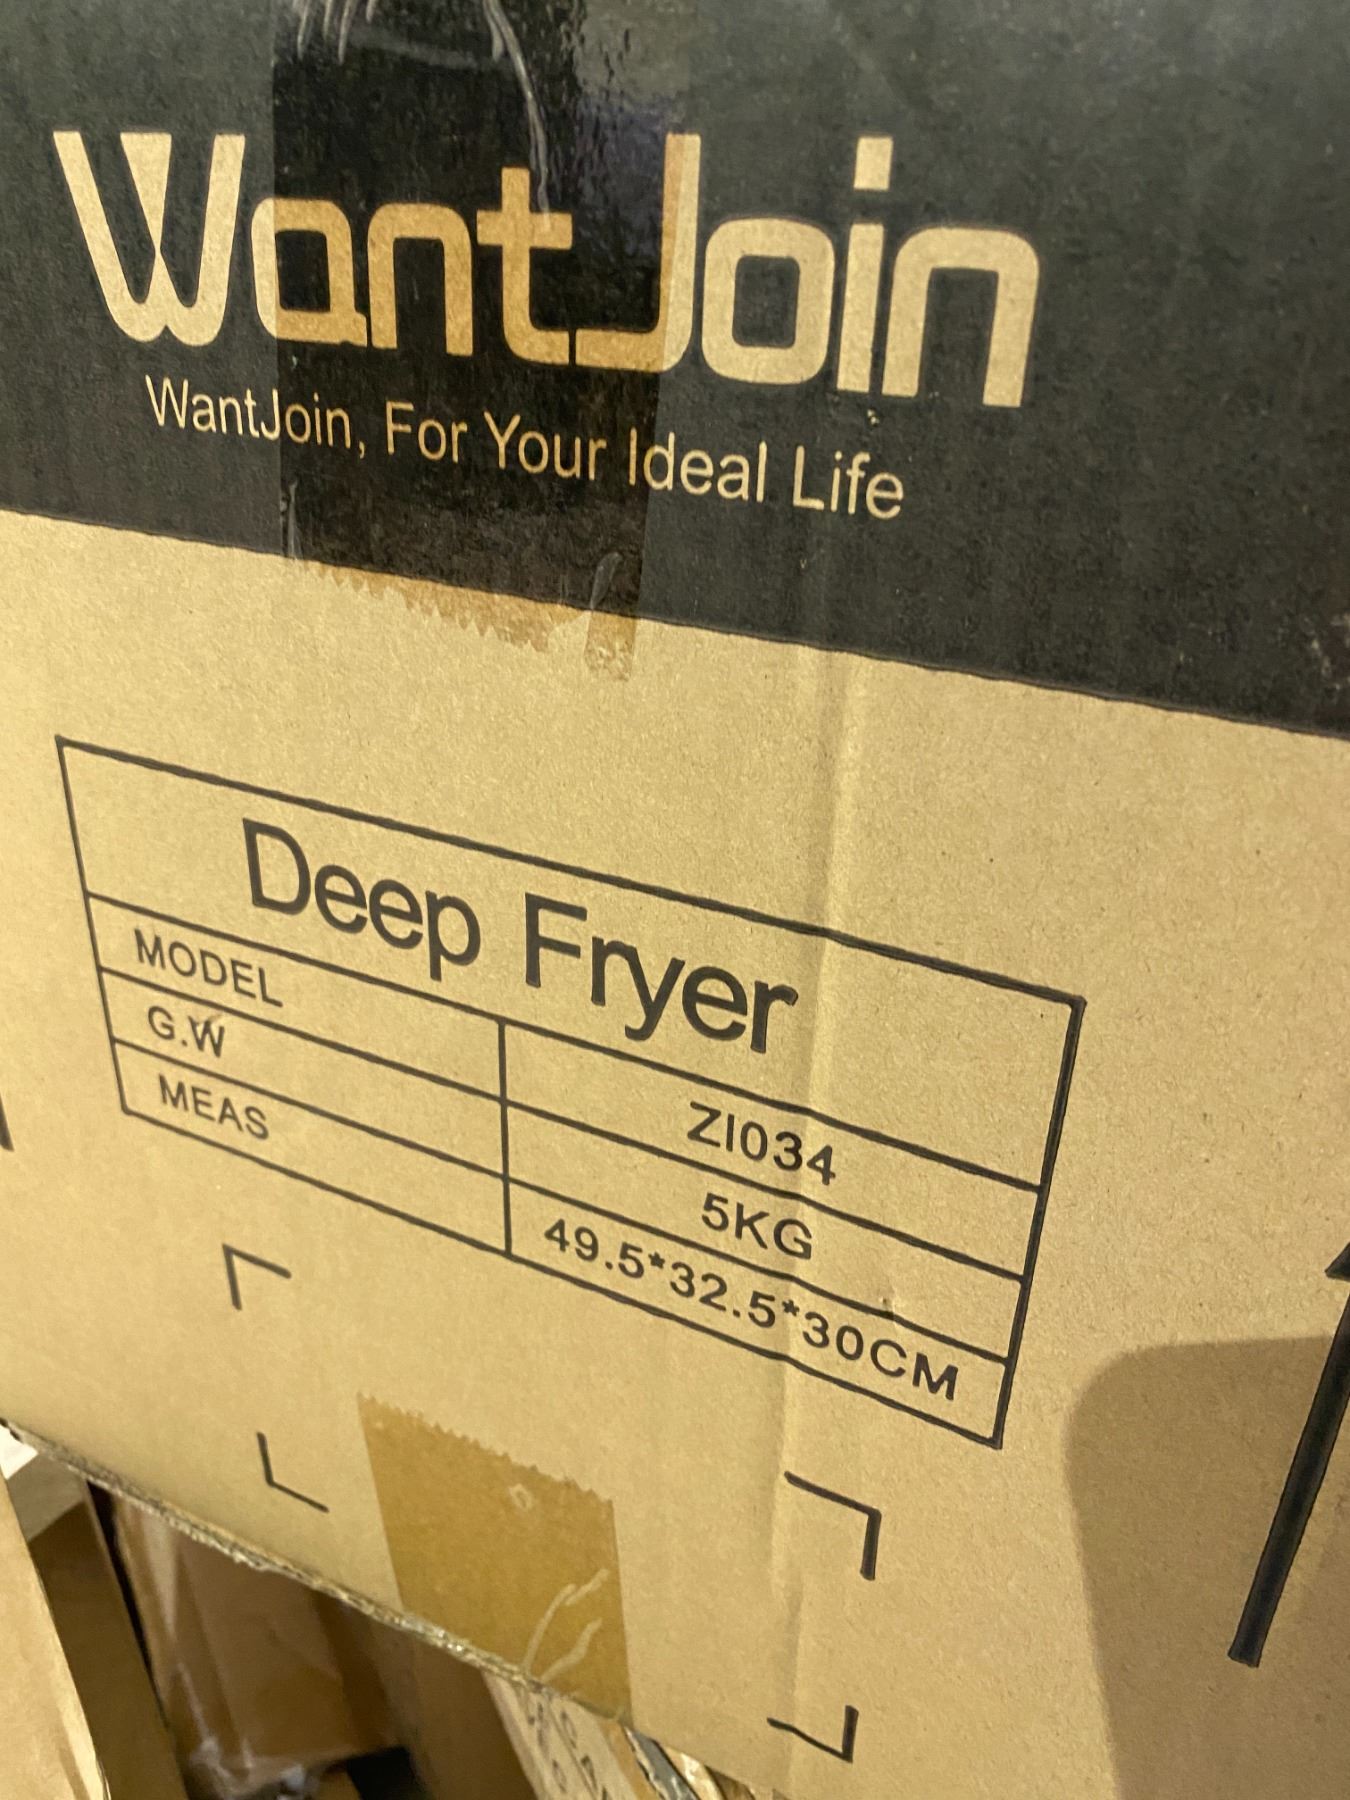 WantJoin
WantJoin, For Your Ideal Life
Deep Fryer
MODEL ZI034
G.W 5KG
MEAS 49.5*32.5*30CM